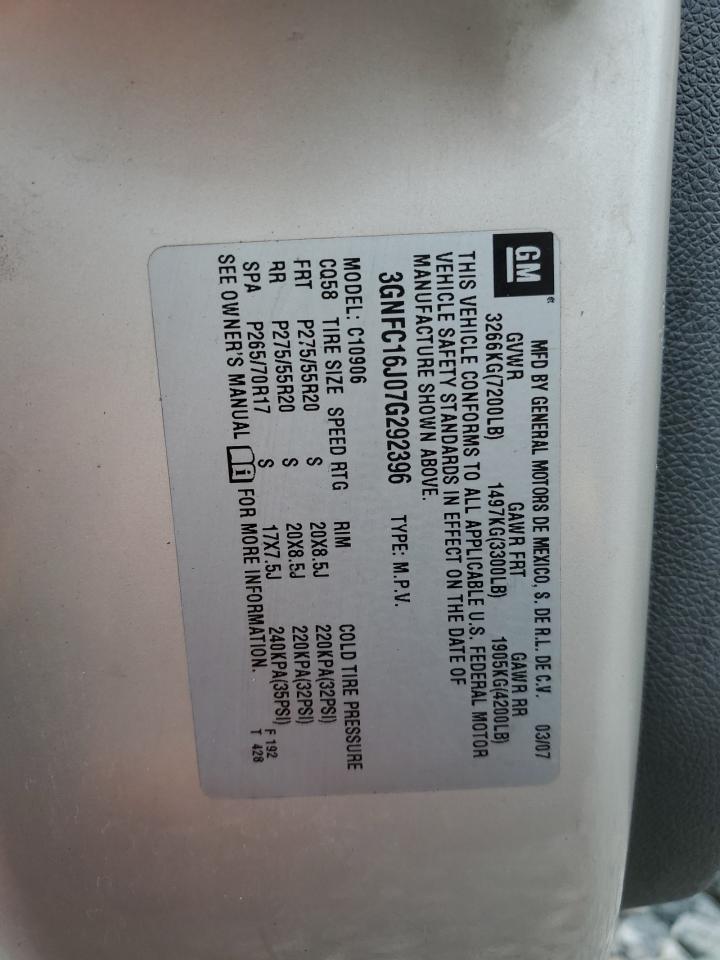 GM MFD BY GENERAL MOTORS DE MEXICO, S. DE R.L. DE C.V. 03/07
GVWR GAWR FRT GAWR RR
3266KG(7200LB) 1497KG(3300LB) 1905KG(4200LB)
THIS VEHICLE CONFORMS TO ALL APPLICABLE U.S. FEDERAL MOTOR
VEHICLE SAFETY STANDARDS IN EFFECT ON THE DATE OF
MANUFACTURE SHOWN ABOVE.
3GNFC16J07G292396 TYPE: M.P.V.
MODEL: C10906
CQ58 TIRE SIZE SPEED RTG RIM COLD TIRE PRESSURE
FRT P275/55R20 S 20X8.5J 220KPA(32PSI)
RR P275/55R20 S 20X8.5J 220KPA(32PSI)
SPA P265/70R17 S 17X7.5J 240KPA(35PSI)
SEE OWNER'S MANUAL i FOR MORE INFORMATION.
F 192
T 428